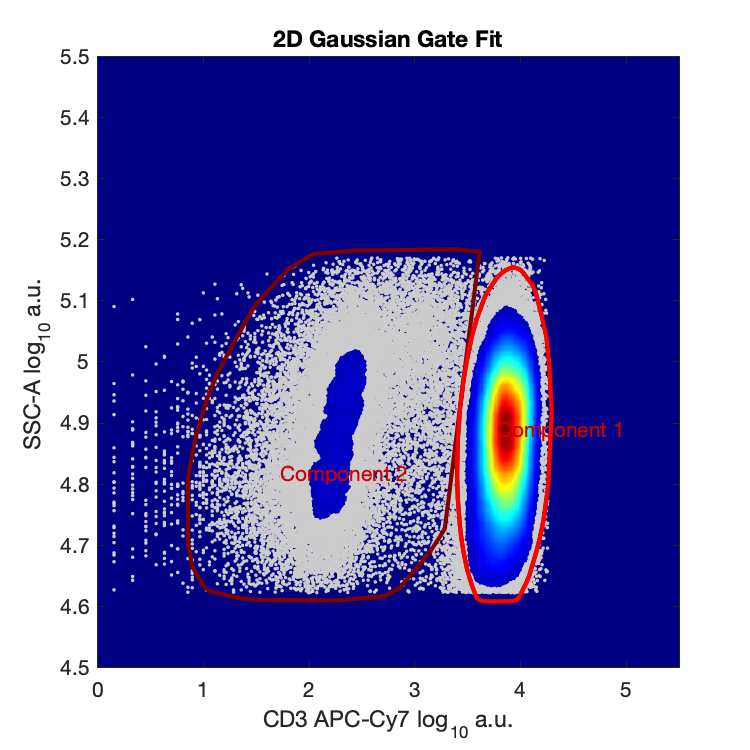 2D Gaussian Gate Fit
5.5
5.4
5.3
5.2
5.1
5
4.9
4.8
4.7
4.6
4.5
SSC-A log10 a.u.
Component 1
Component 2
0 1 2 3 4 5
CD3 APC-Cy7 log10 a.u.